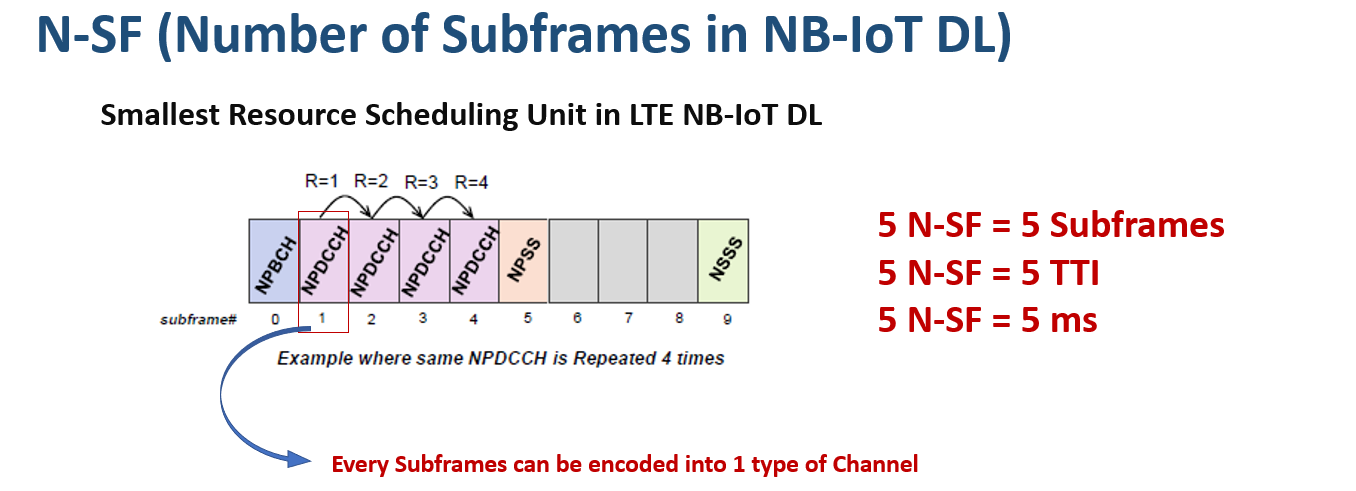 N-SF (Number of Subframes in NB-IoT DL)
Smallest Resource Scheduling Unit in LTE NB-IoT DL
R=1 R=2 R=3 R=4
NPBCH NPDCCH NPDCCH NPDCCH NPDCCH NPSS NSSS
subframe# 0 1 2 3 4 5 6 7 8 9
Example where same NPDCCH is Repeated 4 times
5 N-SF = 5 Subframes
5 N-SF = 5 TTI
5 N-SF = 5 ms
Every Subframes can be encoded into 1 type of Channel